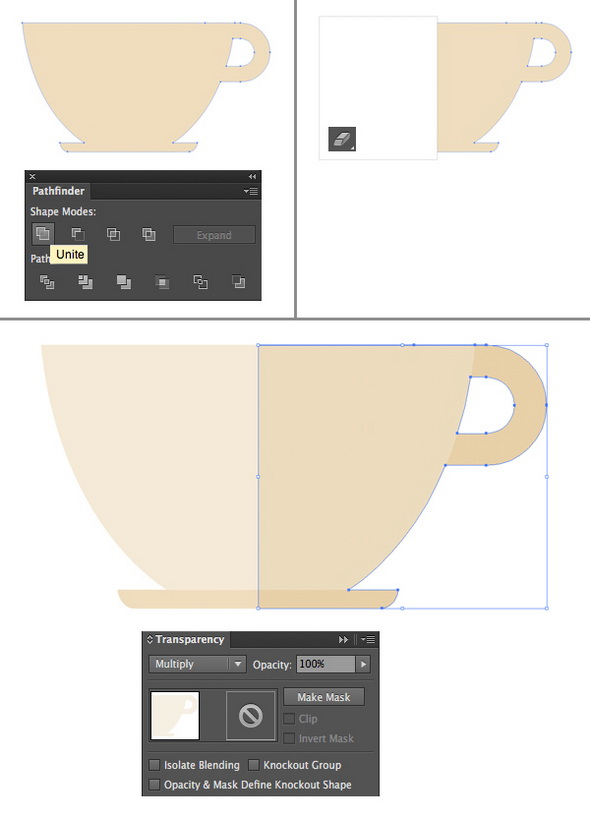 Pathfinder
Shape Modes:
Expand
Path
Unite
Transparency
Multiply
Opacity: 100%
Make Mask
Clip
Invert Mask
Isolate Blending
Knockout Group
Opacity & Mask Define Knockout Shape